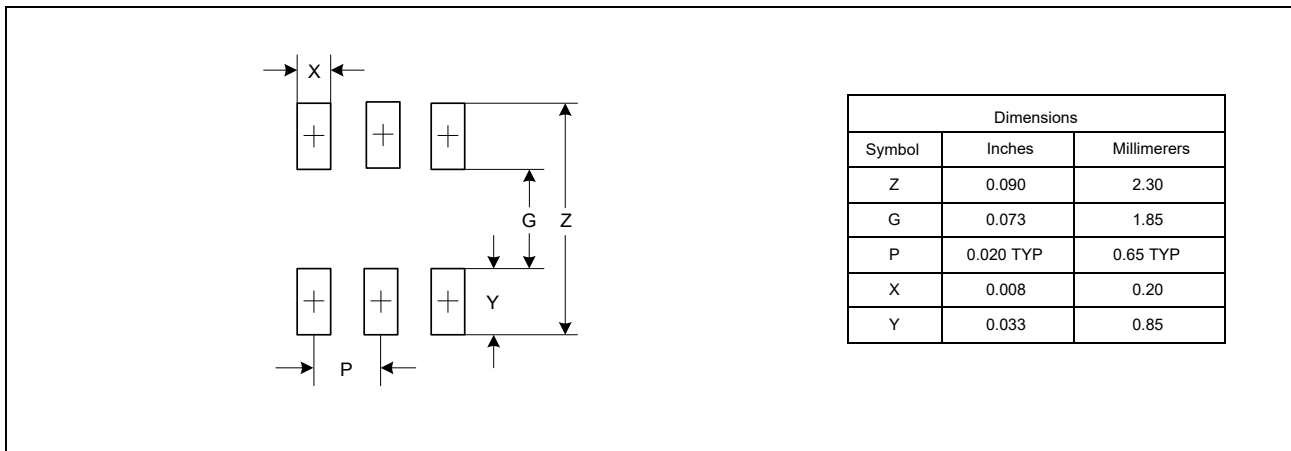 X
G
Z
Y
P
Dimensions
Symbol Inches Millimerers
Z 0.090 2.30
G 0.073 1.85
P 0.020 TYP 0.65 TYP
X 0.008 0.20
Y 0.033 0.85